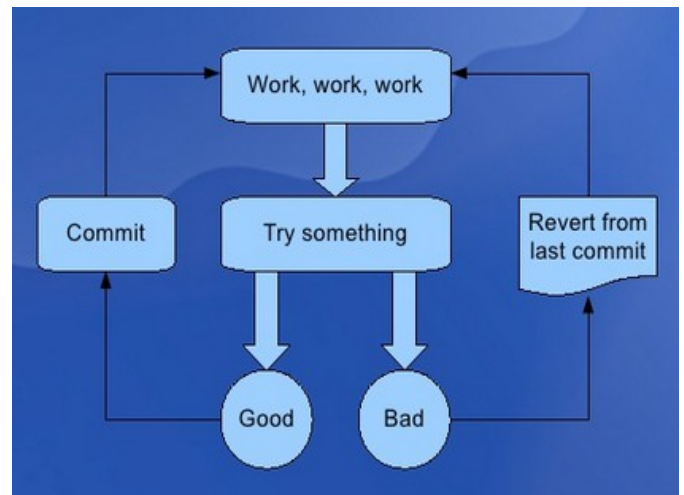 Work, work, work
Commit
Try something
Revert from
last commit
Good
Bad